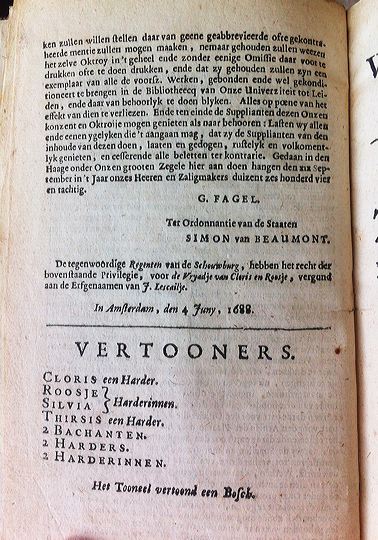 ken zullen willen stellen daar van geene geabbrevieerde ofte gekontra-
heerde mentie zullen mogen maaken, nemaar gehouden zullen weezen
het zelve Oktroy in't geheel ende zonder eenige Omissie daar voor te
drukken ofte te doen drukken, ende dat zy gehouden zullen zyn een
exemplaar van alle de voorsz. Werken, gebonden ende wel gekondi-
tioneert te brengen in de Bibliotheecq van Onze Univerziteit tot Lei-
den, ende daar van behoorlyk te doen blyken. Alles op pœne van het
effekt van dien te verliezen. Ende ten einde de Supplianten dezen Onzen
konzent en Oktroije mogen genieten als naar behooren: Lasten wy allen
ende eenen ygelyken die 't aangaan mag, dat zy de Supplianten van den
inhoude van dezen doen, laaten en gedogen, rustelyk en volkoment-
lyk genieten, en cesserende alle beletten ter kontrarie. Gedaan in den
Haage onder Onzen grooten Zegele hier aan doen hangen den XIX Sep-
tember in 't Jaar onzes Heeren en Zaligmakers duizent zes honderd vier
en tachtig.
G. FAGEL.
Ter Ordonnantie van de Staaten
SIMON van BEAUMONT.
De tegenwoordige Regenten van de Schouwburg, hebben het recht der
bovenstaande Privilegie, voor de Vryadje van Cloris en Roosje, vergund
aan de Erfgenaamen van J. Lescailje.
In Amsterdam, den 4 Juny, 1688.
VERTOONERS.
CLORIS een Harder.
ROOSJE
SILVIA } Harderinnen.
THIRSIS een Harder.
2 BACHANTEN.
2 HARDERS.
2 HARDERINNEN.
Het Tooneel vertoond een Bosch.